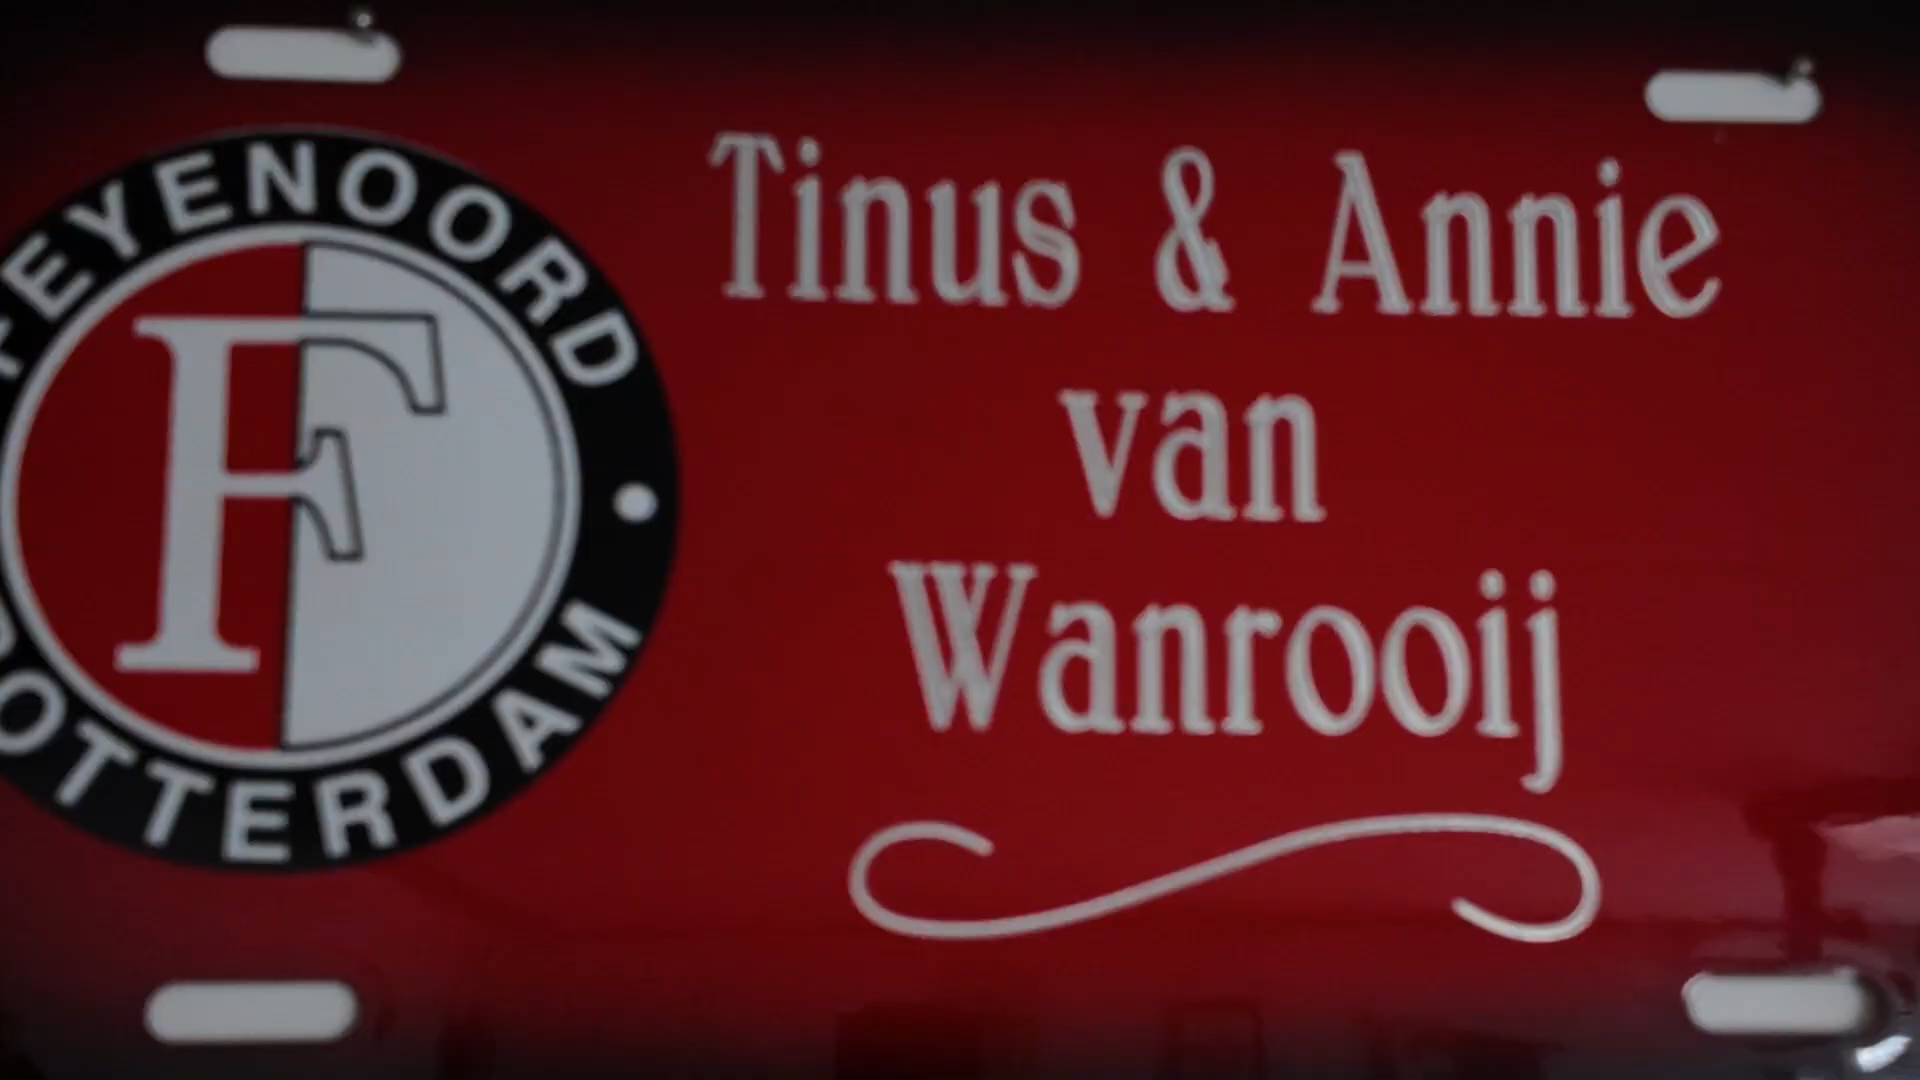 FEYENOORD
F
ROTTERDAM
Tinus & Annie
van
Wanrooij